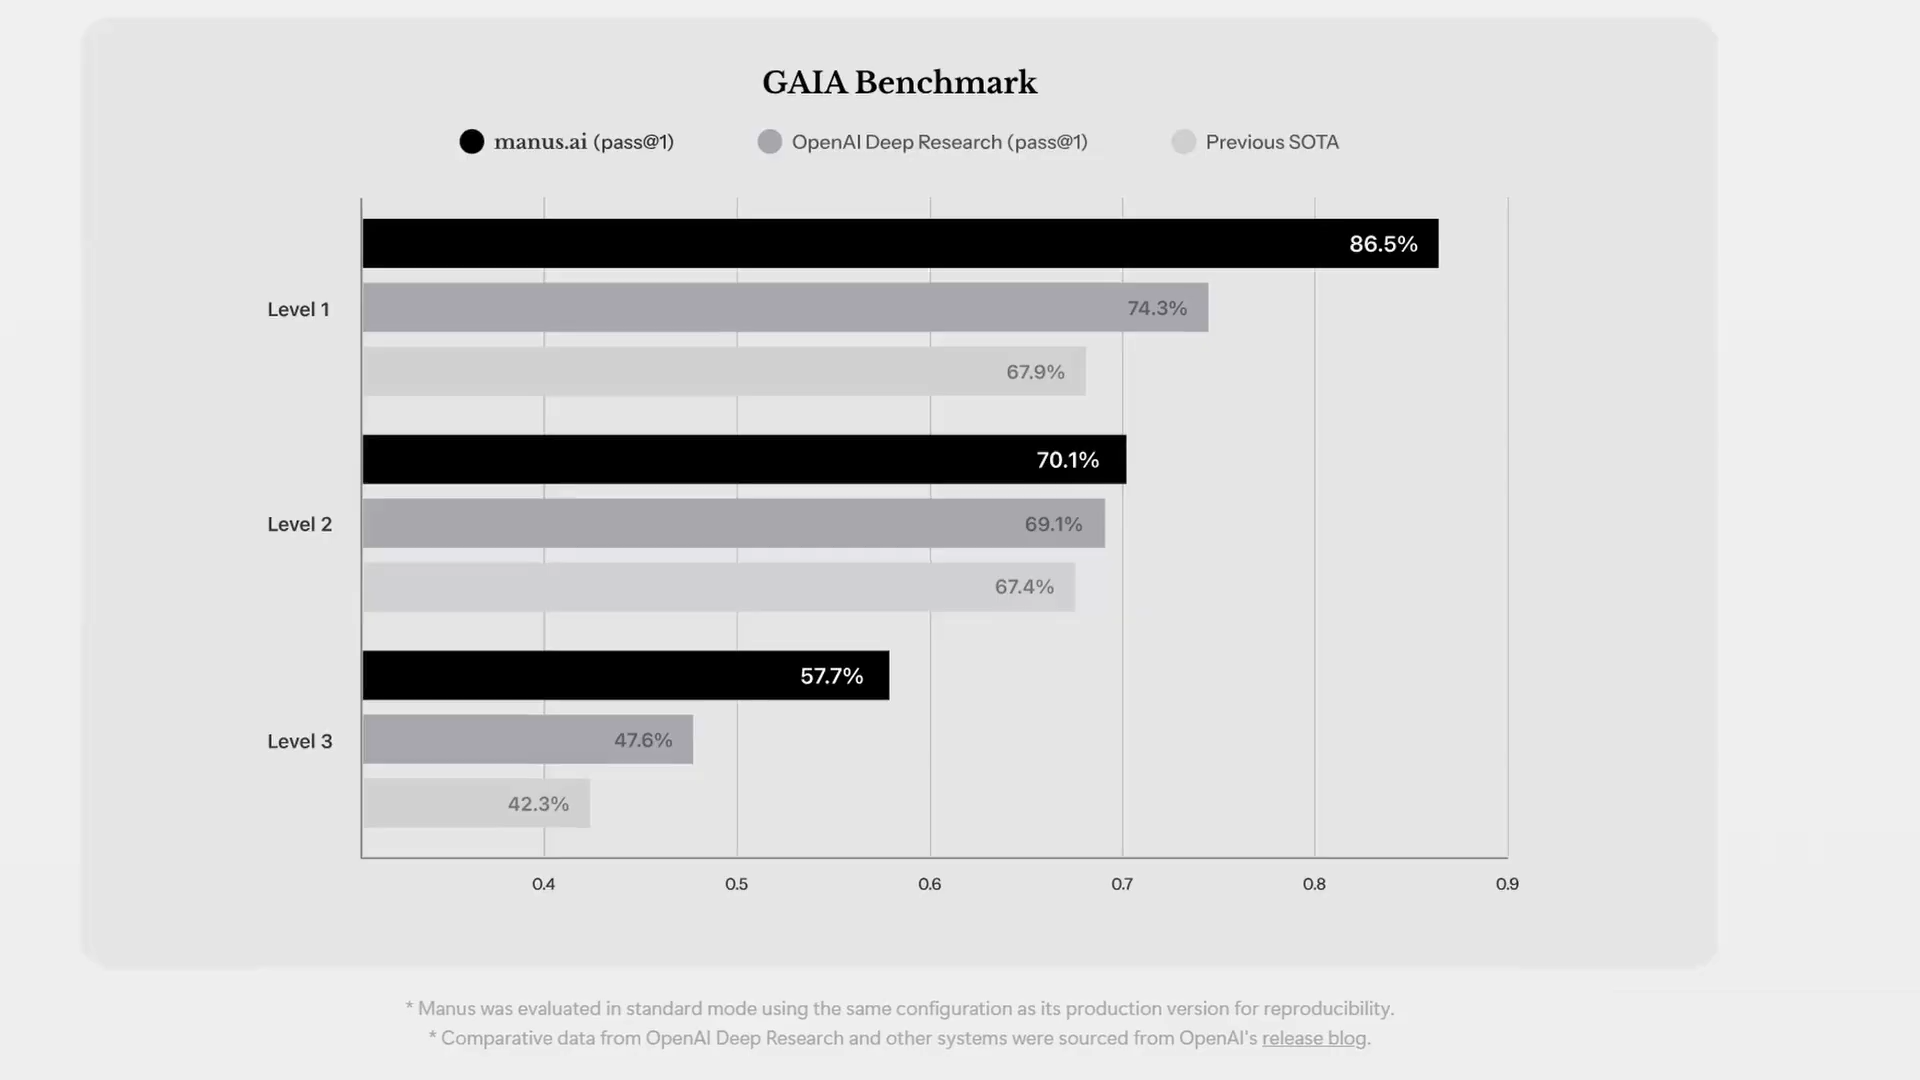 GAIA Benchmark
manus.ai (pass@1) OpenAI Deep Research (pass@1) Previous SOTA
86.5%
Level 1 74.3%
67.9%
70.1%
Level 2 69.1%
67.4%
57.7%
Level 3 47.6%
42.3%
0.4 0.5 0.6 0.7 0.8 0.9
* Manus was evaluated in standard mode using the same configuration as its production version for reproducibility.
* Comparative data from OpenAI Deep Research and other systems were sourced from OpenAI's release blog.